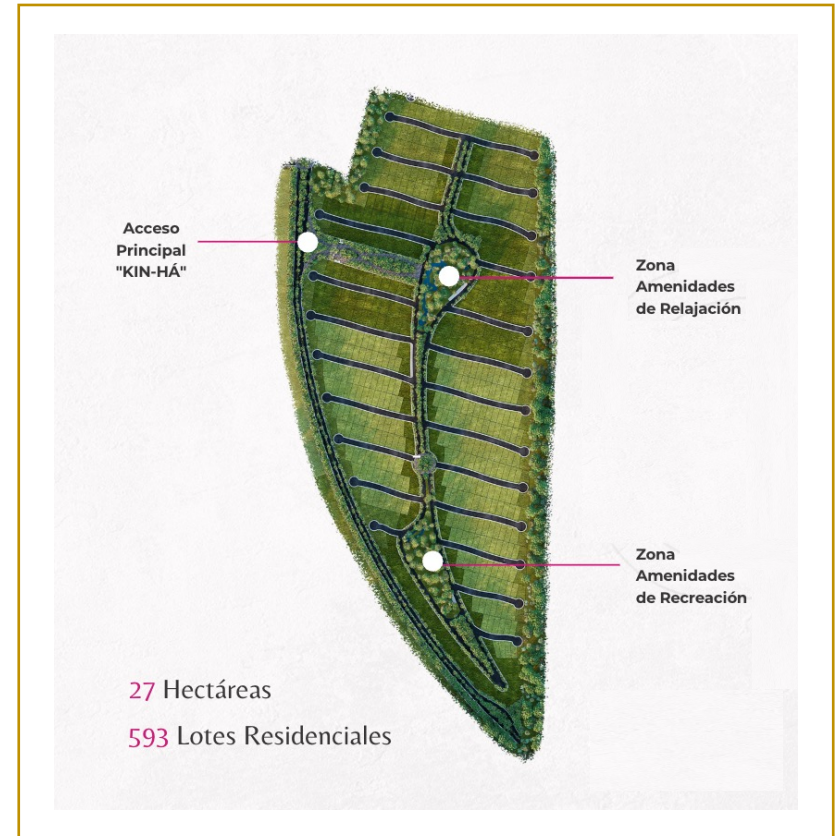 Acceso
Principal
"KIN-HÁ"
Zona
Amenidades
de Relajación
Zona
Amenidades
de Recreación
27 Hectáreas
593 Lotes Residenciales